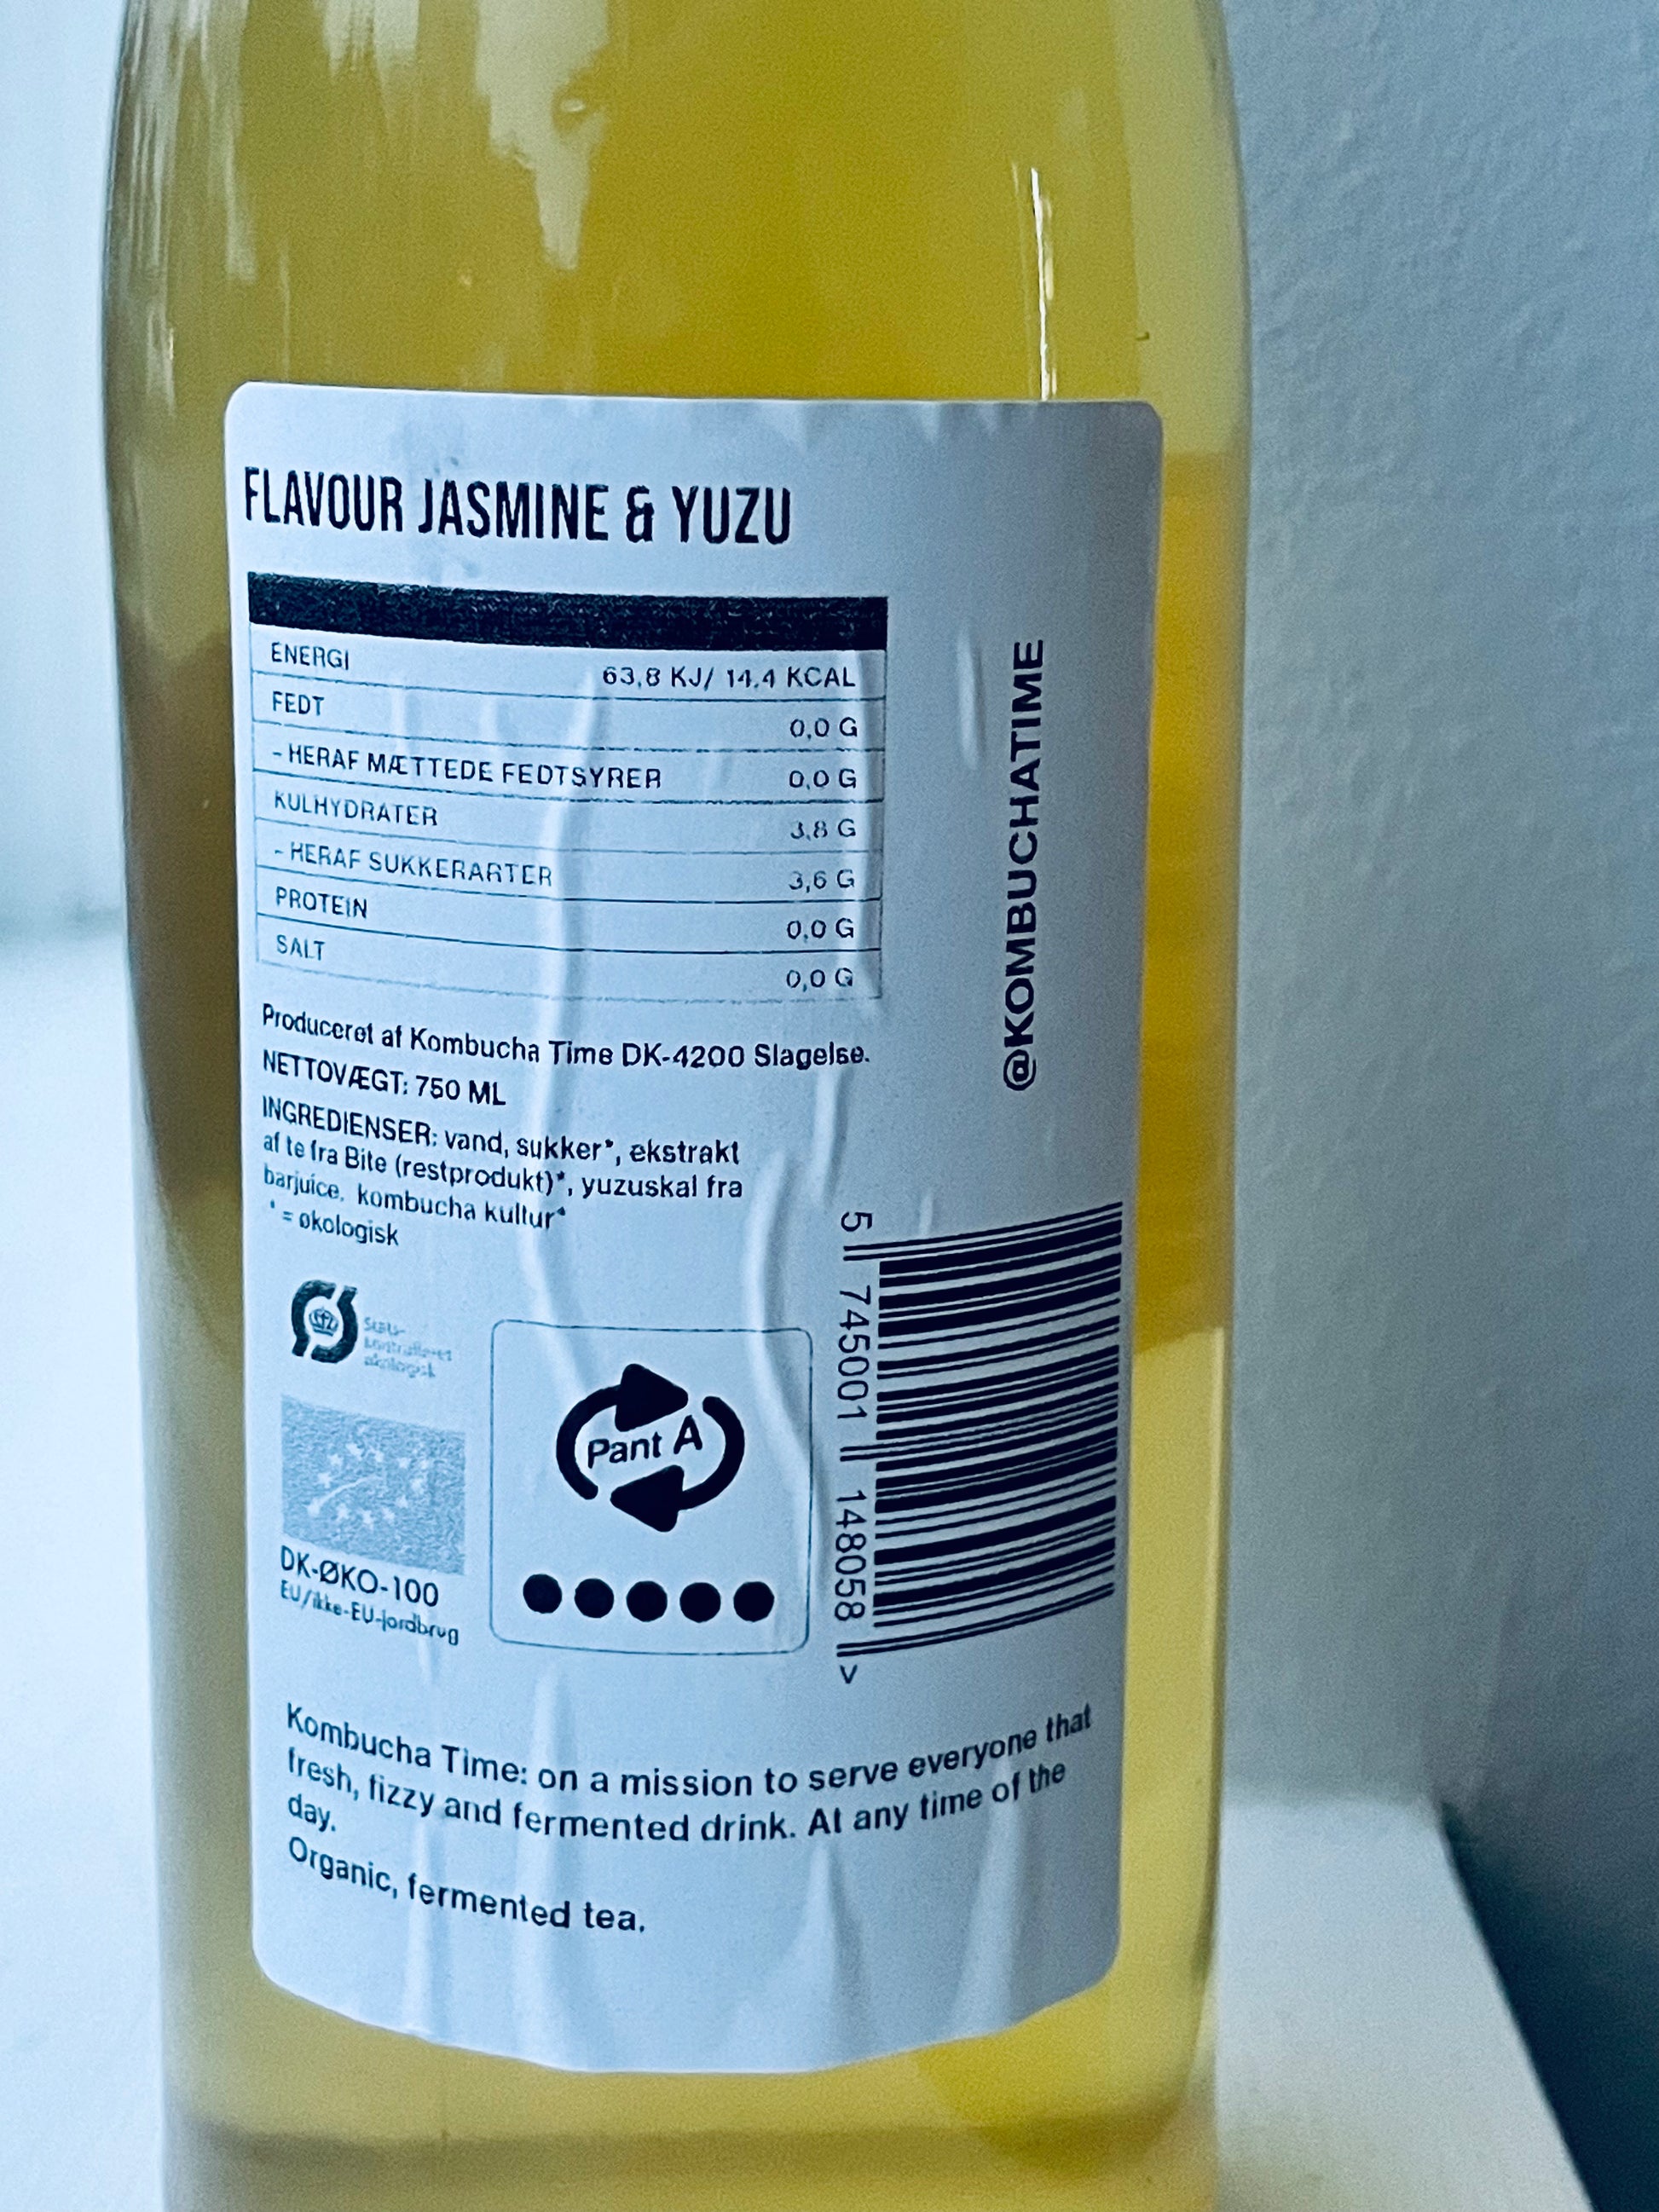 FLAVOUR JASMINE & YUZU
ENERGI 63,8 KJ/ 14,4 KCAL
FEDT 0,0 G
- HERAF MÆTTEDE FEDTSYRER 0,0 G
KULHYDRATER 3,8 G
- HERAF SUKKERARTER 3,6 G
PROTEIN 0,0 G
SALT 0,0 G
@KOMBUCHATIME
Produceret af Kombucha Time DK-4200 Slagelse.
NETTOVÆGT: 750 ML
INGREDIENSER: vand, sukker*, ekstrakt
af te fra Bite (restprodukt)*, yuzuskal fra
barjuice, kombucha kultur*
* = økologisk
Stats-
kontrolleret
økologisk
Pant A
DK-ØKO-100
EU/ikke-EU-jordbrug
5 745001 148058 >
Kombucha Time: on a mission to serve everyone that
fresh, fizzy and fermented drink. At any time of the
day.
Organic, fermented tea.